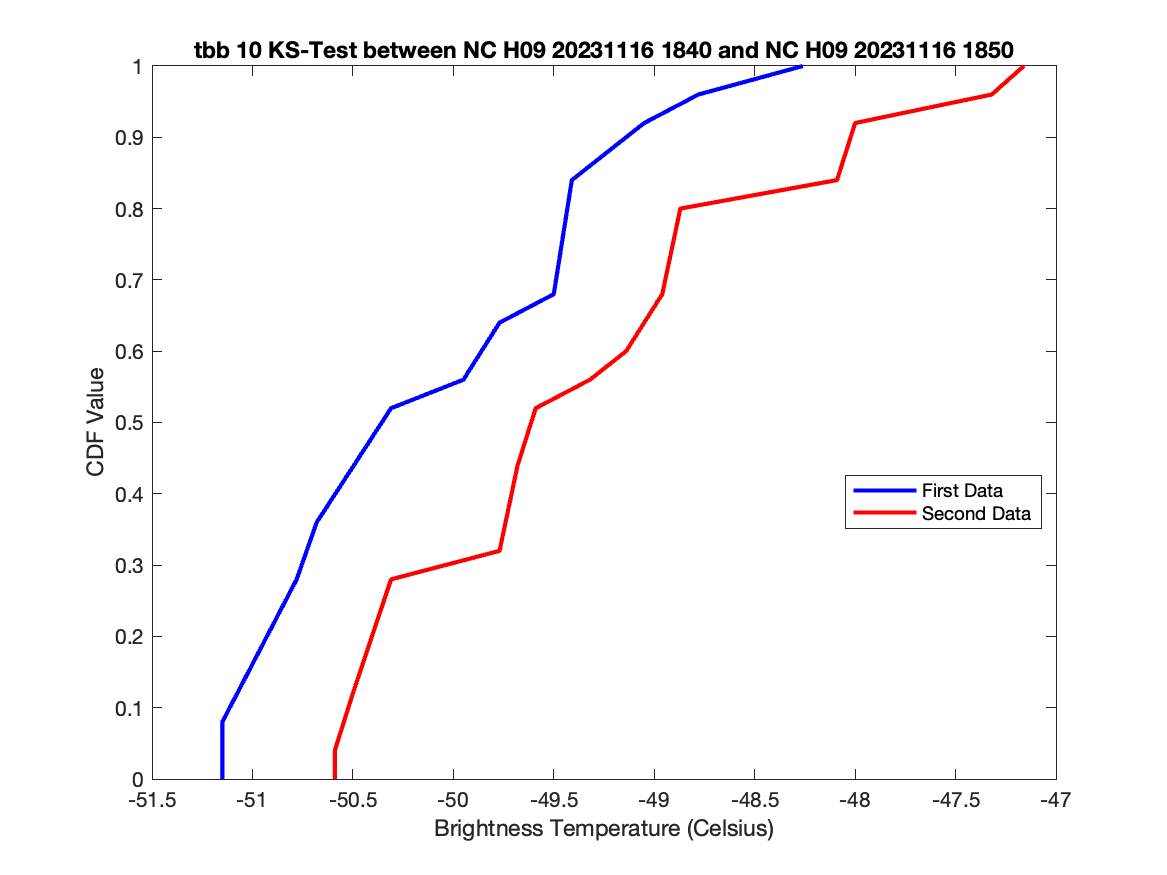 tbb 10 KS-Test between NC H09 20231116 1840 and NC H09 20231116 1850
1
0.9
0.8
0.7
0.6
0.5
0.4
0.3
0.2
0.1
0
CDF Value
First Data
Second Data
-51.5 -51 -50.5 -50 -49.5 -49 -48.5 -48 -47.5 -47
Brightness Temperature (Celsius)